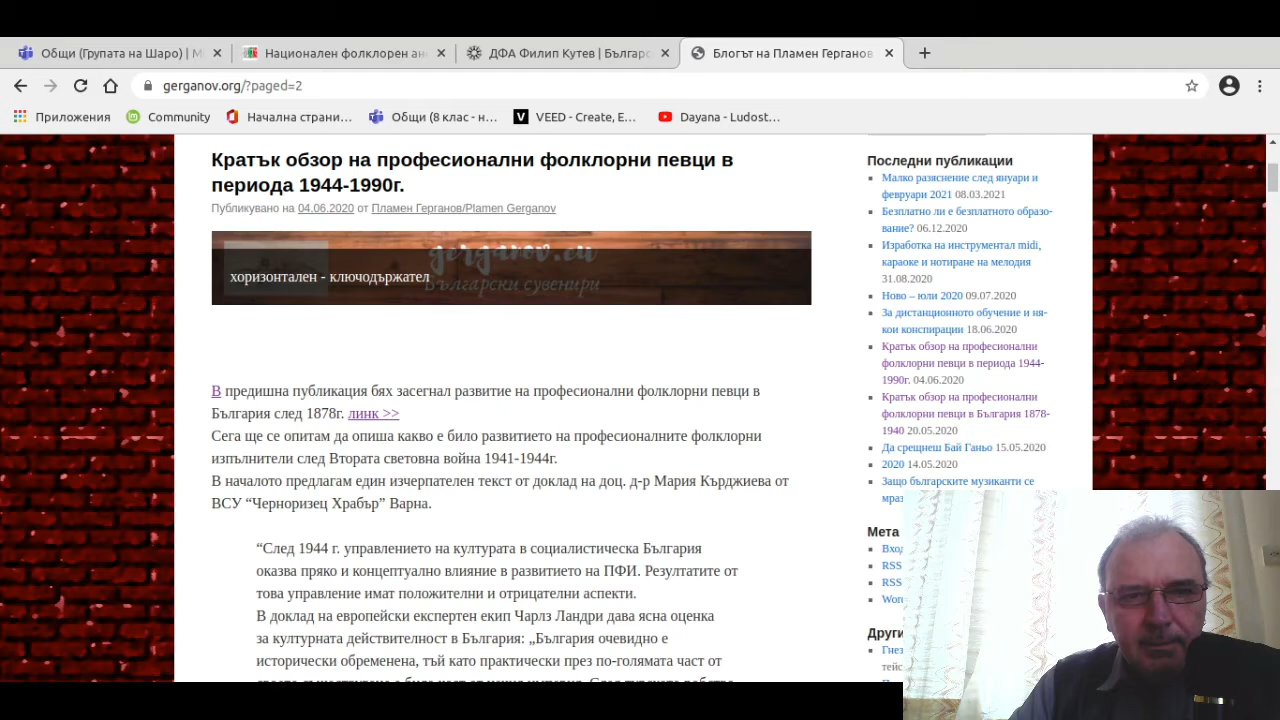 Общи (Групата на Шаро) | M
Национален фолклорен ан
ДФА Филип Кутев | Българс
Блогът на Пламен Герганов
gerganov.org/?paged=2
Приложения
Community
Начална страни...
Общи (8 клас - н...
VEED - Create, E...
Dayana - Ludost...
Кратък обзор на професионални фолклорни певци в
периода 1944-1990г.
Публикувано на 04.06.2020 от Пламен Герганов/Plamen Gerganov
gerganov.eu
хоризонтален - ключодържател
Български сувенири
В предишна публикация бях засегнал развитие на професионални фолклорни певци в
България след 1878г. линк >>
Сега ще се опитам да опиша какво е било развитието на професионалните фолклорни
изпълнители след Втората световна война 1941-1944г.
В началото предлагам един изчерпателен текст от доклад на доц. д-р Мария Кърджиева от
ВСУ “Черноризец Храбър” Варна.
“След 1944 г. управлението на културата в социалистическа България
оказва пряко и концептуално влияние в развитието на ПФИ. Резултатите от
това управление имат положителни и отрицателни аспекти.
В доклад на европейски експертен екип Чарлз Ландри дава ясна оценка
за културната действителност в България: „България очевидно е
исторически обременена, тъй като практически през по-голямата част от
Последни публикации
Малко разяснение след януари и
февруари 2021 08.03.2021
Безплатно ли е безплатното образо-
вание? 06.12.2020
Изработка на инструментал midi,
караоке и нотиране на мелодия
31.08.2020
Ново – юли 2020 09.07.2020
За дистанционното обучение и ня-
кои конспирации 18.06.2020
Кратък обзор на професионални
фолклорни певци в периода 1944-
1990г. 04.06.2020
Кратък обзор на професионални
фолклорни певци в България 1878-
1940 20.05.2020
Да срещнеш Бай Ганьо 15.05.2020
2020 14.05.2020
Защо българските музиканти се
мраз
Мета
Вход
RSS
RSS
Word
Други
Гнез
тейс